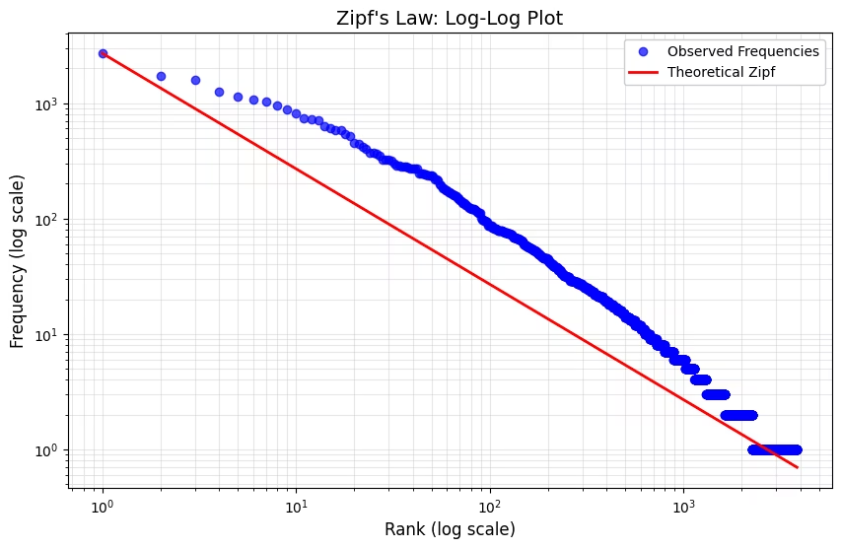 Zipf's Law: Log-Log Plot
Observed Frequencies
Theoretical Zipf
Frequency (log scale)
10³
10²
10¹
10⁰
10⁰ 10¹ 10² 10³
Rank (log scale)